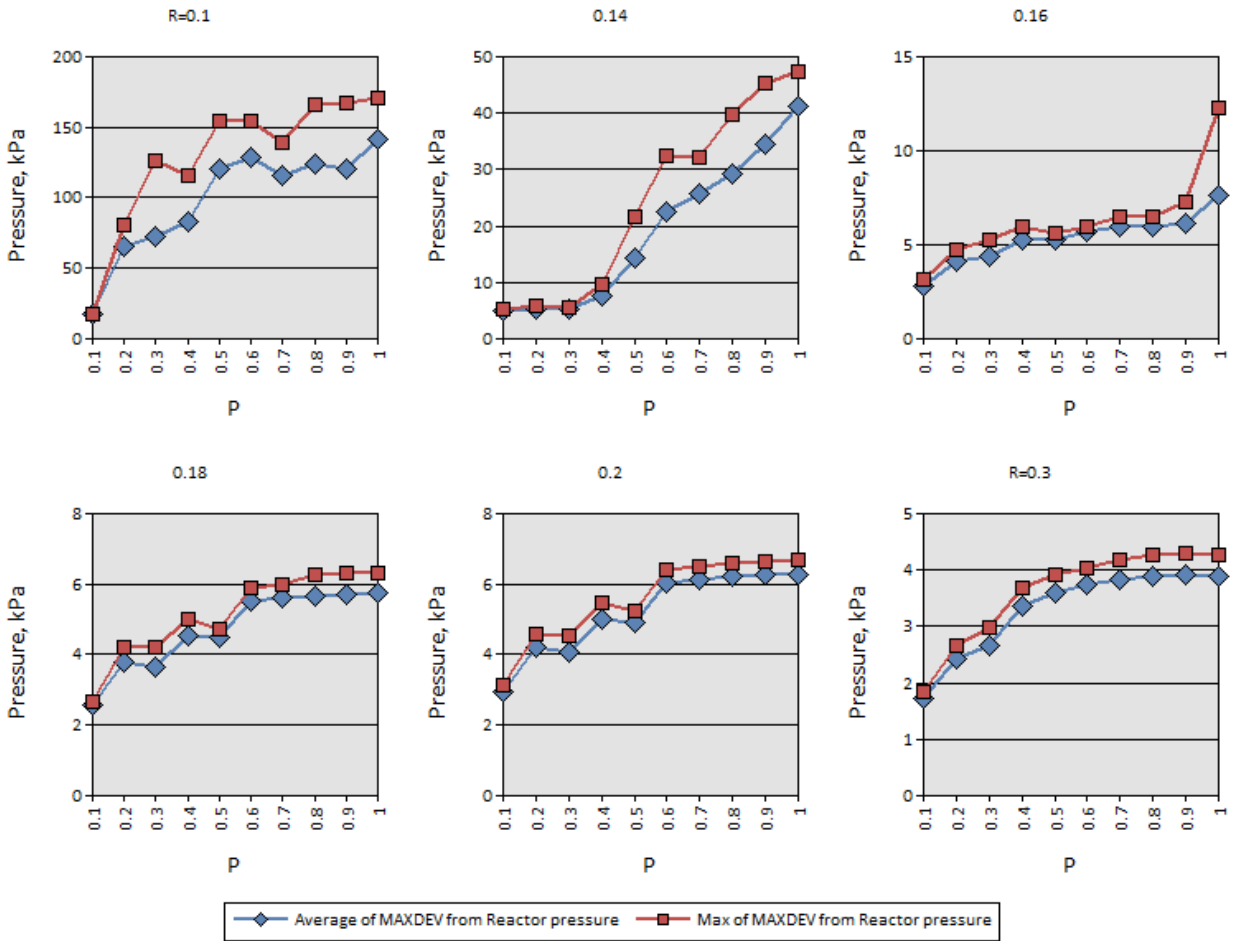 R=0.1
200
150
100
50
0
Pressure, kPa
0.1 0.2 0.3 0.4 0.5 0.6 0.7 0.8 0.9 1
P
0.14
50
40
30
20
10
0
Pressure, kPa
0.1 0.2 0.3 0.4 0.5 0.6 0.7 0.8 0.9 1
P
0.16
15
10
5
0
Pressure, kPa
0.1 0.2 0.3 0.4 0.5 0.6 0.7 0.8 0.9 1
P
0.18
8
6
4
2
0
Pressure, kPa
0.1 0.2 0.3 0.4 0.5 0.6 0.7 0.8 0.9 1
P
0.2
8
6
4
2
0
Pressure, kPa
0.1 0.2 0.3 0.4 0.5 0.6 0.7 0.8 0.9 1
P
R=0.3
5
4
3
2
1
0
Pressure, kPa
0.1 0.2 0.3 0.4 0.5 0.6 0.7 0.8 0.9 1
P
Average of MAXDEV from Reactor pressure
Max of MAXDEV from Reactor pressure